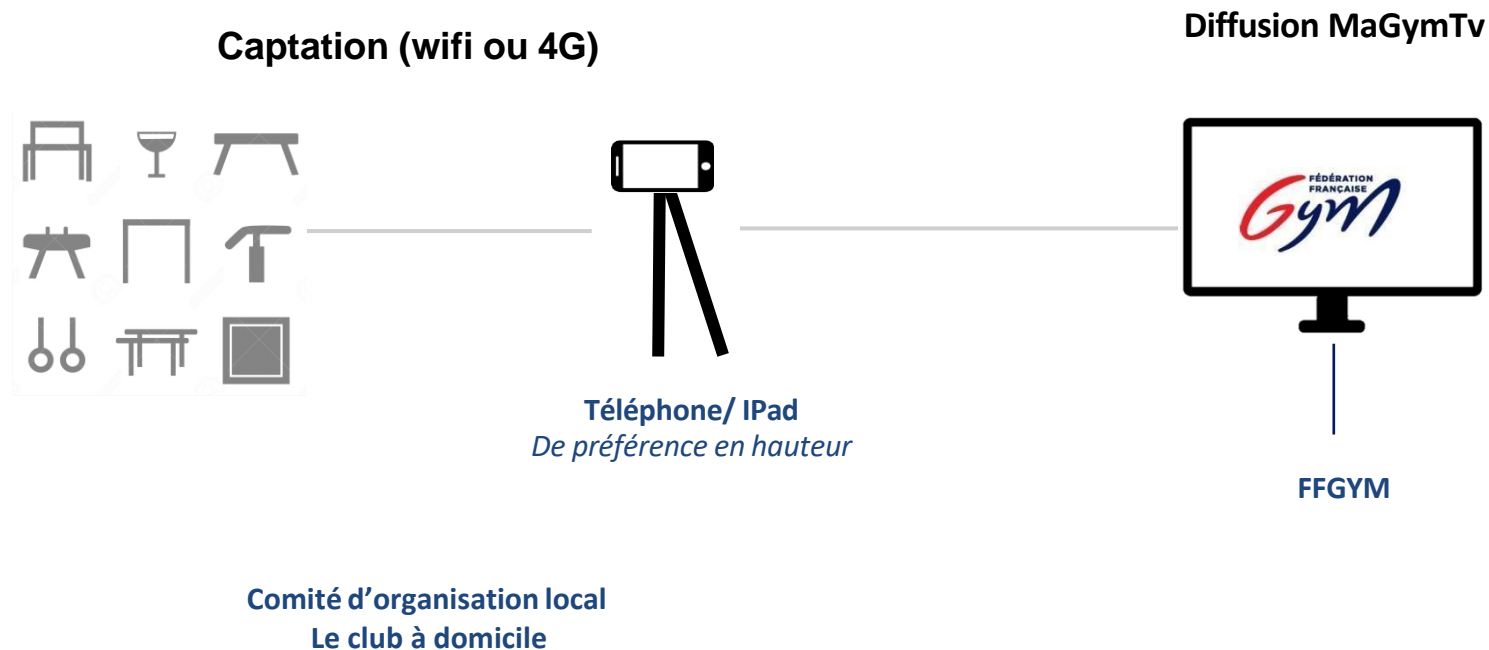 Captation (wifi ou 4G)
Diffusion MaGymTv
FÉDÉRATION
FRANÇAISE
Gym
Téléphone/ IPad
De préférence en hauteur
FFGYM
Comité d’organisation local
Le club à domicile